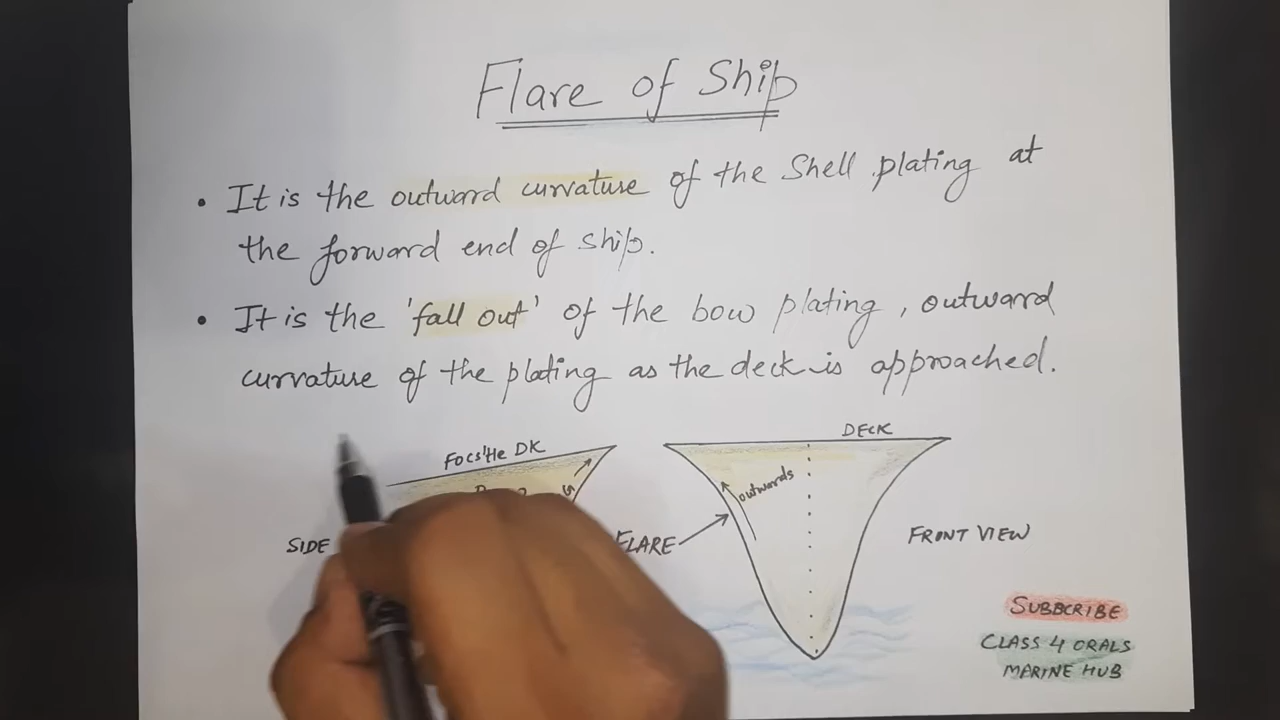 Flare of Ship
• It is the outward curvature of the Shell plating at
the forward end of ship.
• It is the 'fall out' of the bow plating, outward
curvature of the plating as the deck is approached.
Focs'Hle DK
DECK
outwards
SIDE
FLARE
FRONT VIEW
SUBBCRIBE
CLASS 4 ORALS
MARINE HUB